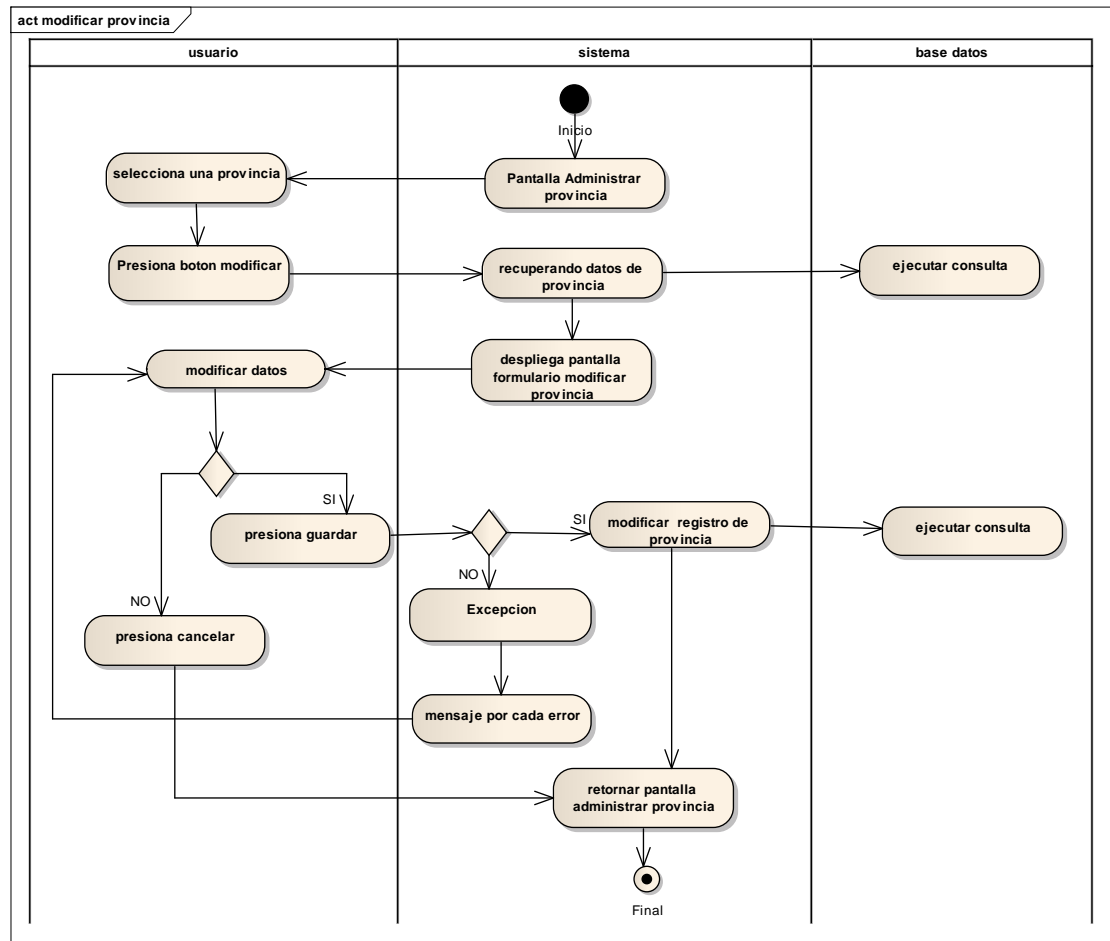 act modificar provincia
usuario
sistema
base datos
Inicio
selecciona una provincia
Pantalla Administrar
provincia
Presiona boton modificar
recuperando datos de
provincia
ejecutar consulta
modificar datos
despliega pantalla
formulario modificar
provincia
SI
presiona guardar
SI
modificar registro de
provincia
ejecutar consulta
NO
Excepcion
NO
presiona cancelar
mensaje por cada error
retornar pantalla
administrar provincia
Final